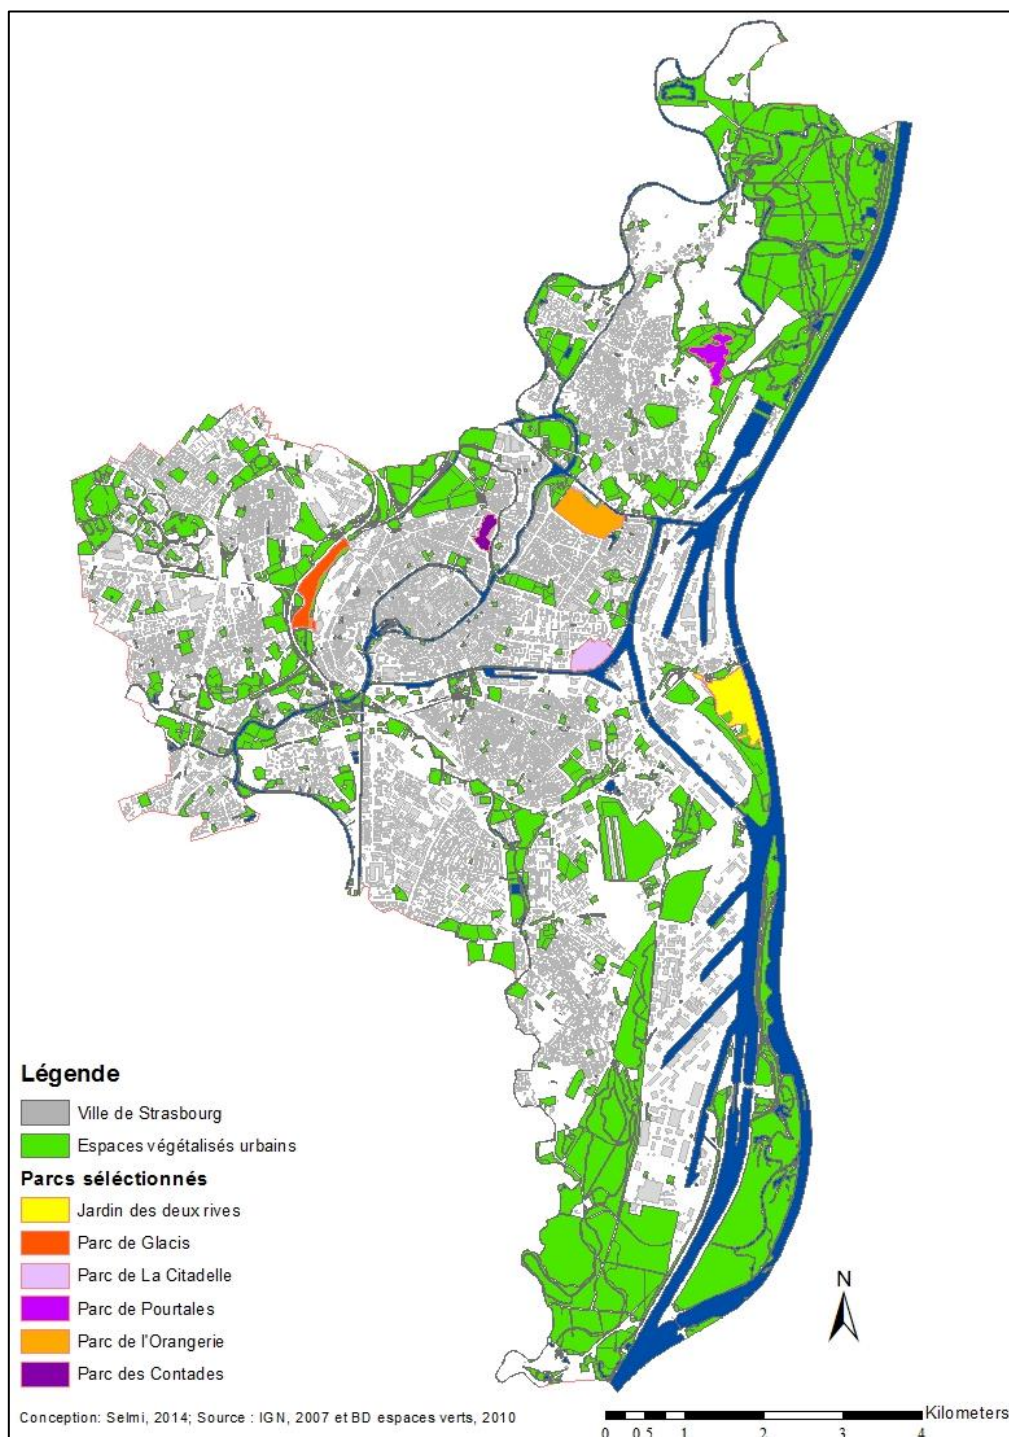 Légende
Ville de Strasbourg
Espaces végétalisés urbains
Parcs séléctionnés
Jardin des deux rives
Parc de Glacis
Parc de La Citadelle
Parc de Pourtales
Parc de l'Orangerie
Parc des Contades
N
Conception: Selmi, 2014; Source : IGN, 2007 et BD espaces verts, 2010
Kilometers
0 0,5 1 2 3 4